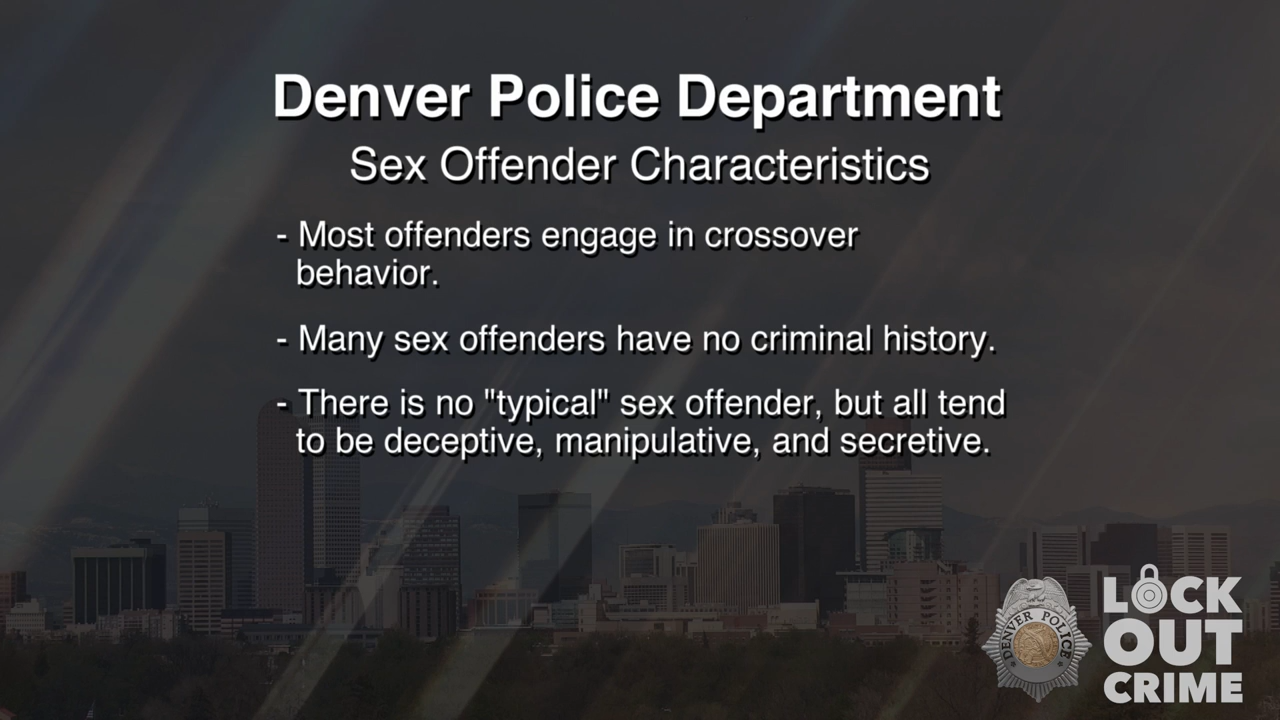 Denver Police Department
Sex Offender Characteristics
- Most offenders engage in crossover
behavior.
- Many sex offenders have no criminal history.
- There is no "typical" sex offender, but all tend
to be deceptive, manipulative, and secretive.
DENVER POLICE
LOCK
OUT
CRIME